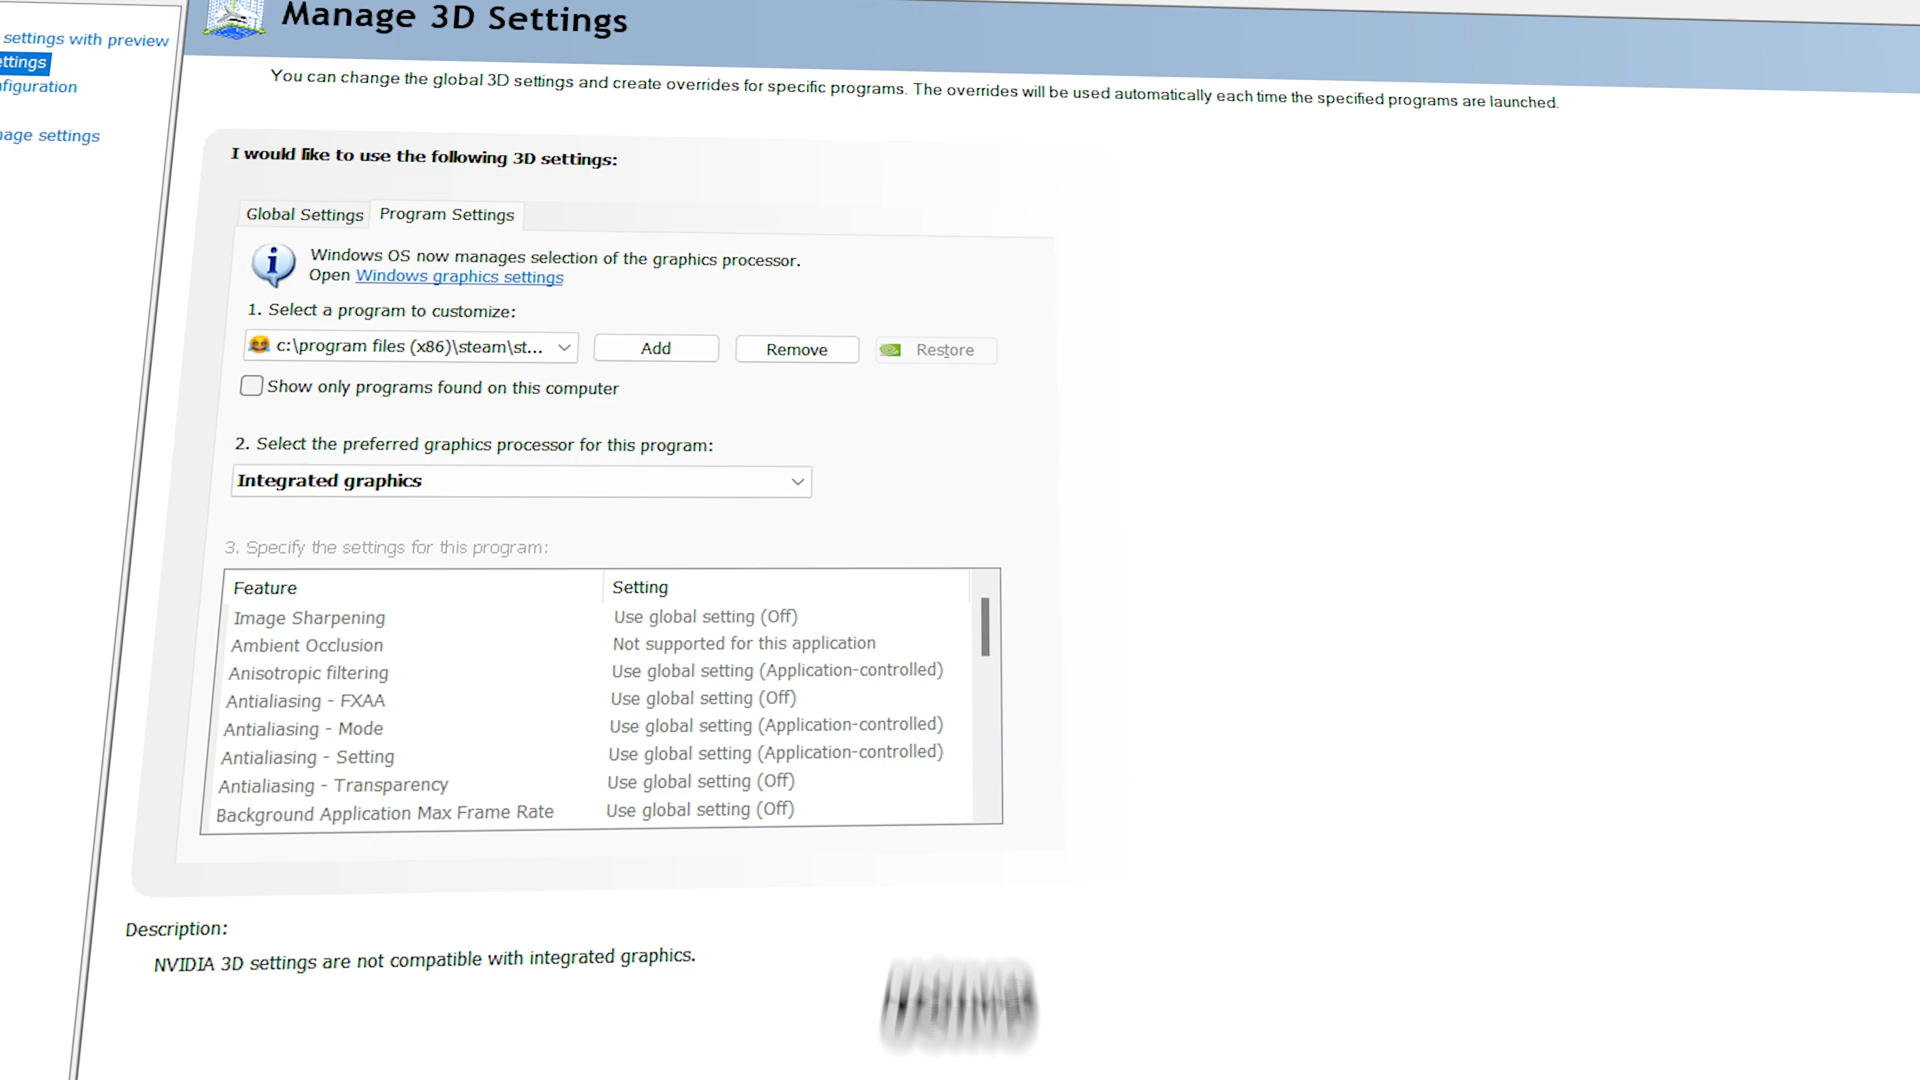 Manage 3D Settings
settings with preview
ettings
figuration
nage settings
You can change the global 3D settings and create overrides for specific programs. The overrides will be used automatically each time the specified programs are launched.
I would like to use the following 3D settings:
Global Settings
Program Settings
Windows OS now manages selection of the graphics processor.
Open Windows graphics settings
1. Select a program to customize:
c:\program files (x86)\steam\st...
Add
Remove
Restore
Show only programs found on this computer
2. Select the preferred graphics processor for this program:
Integrated graphics
3. Specify the settings for this program:
Feature Setting
Image Sharpening Use global setting (Off)
Ambient Occlusion Not supported for this application
Anisotropic filtering Use global setting (Application-controlled)
Antialiasing - FXAA Use global setting (Off)
Antialiasing - Mode Use global setting (Application-controlled)
Antialiasing - Setting Use global setting (Application-controlled)
Antialiasing - Transparency Use global setting (Off)
Background Application Max Frame Rate Use global setting (Off)
Description:
NVIDIA 3D settings are not compatible with integrated graphics.